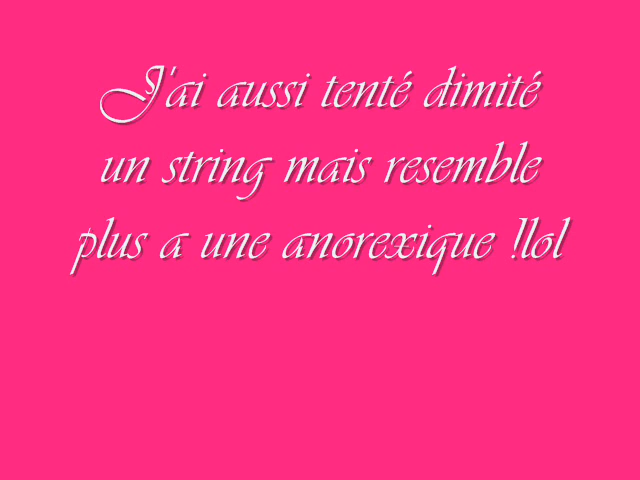 J'ai aussi tenté dimité
un string mais resemble
plus a une anorexique !lol